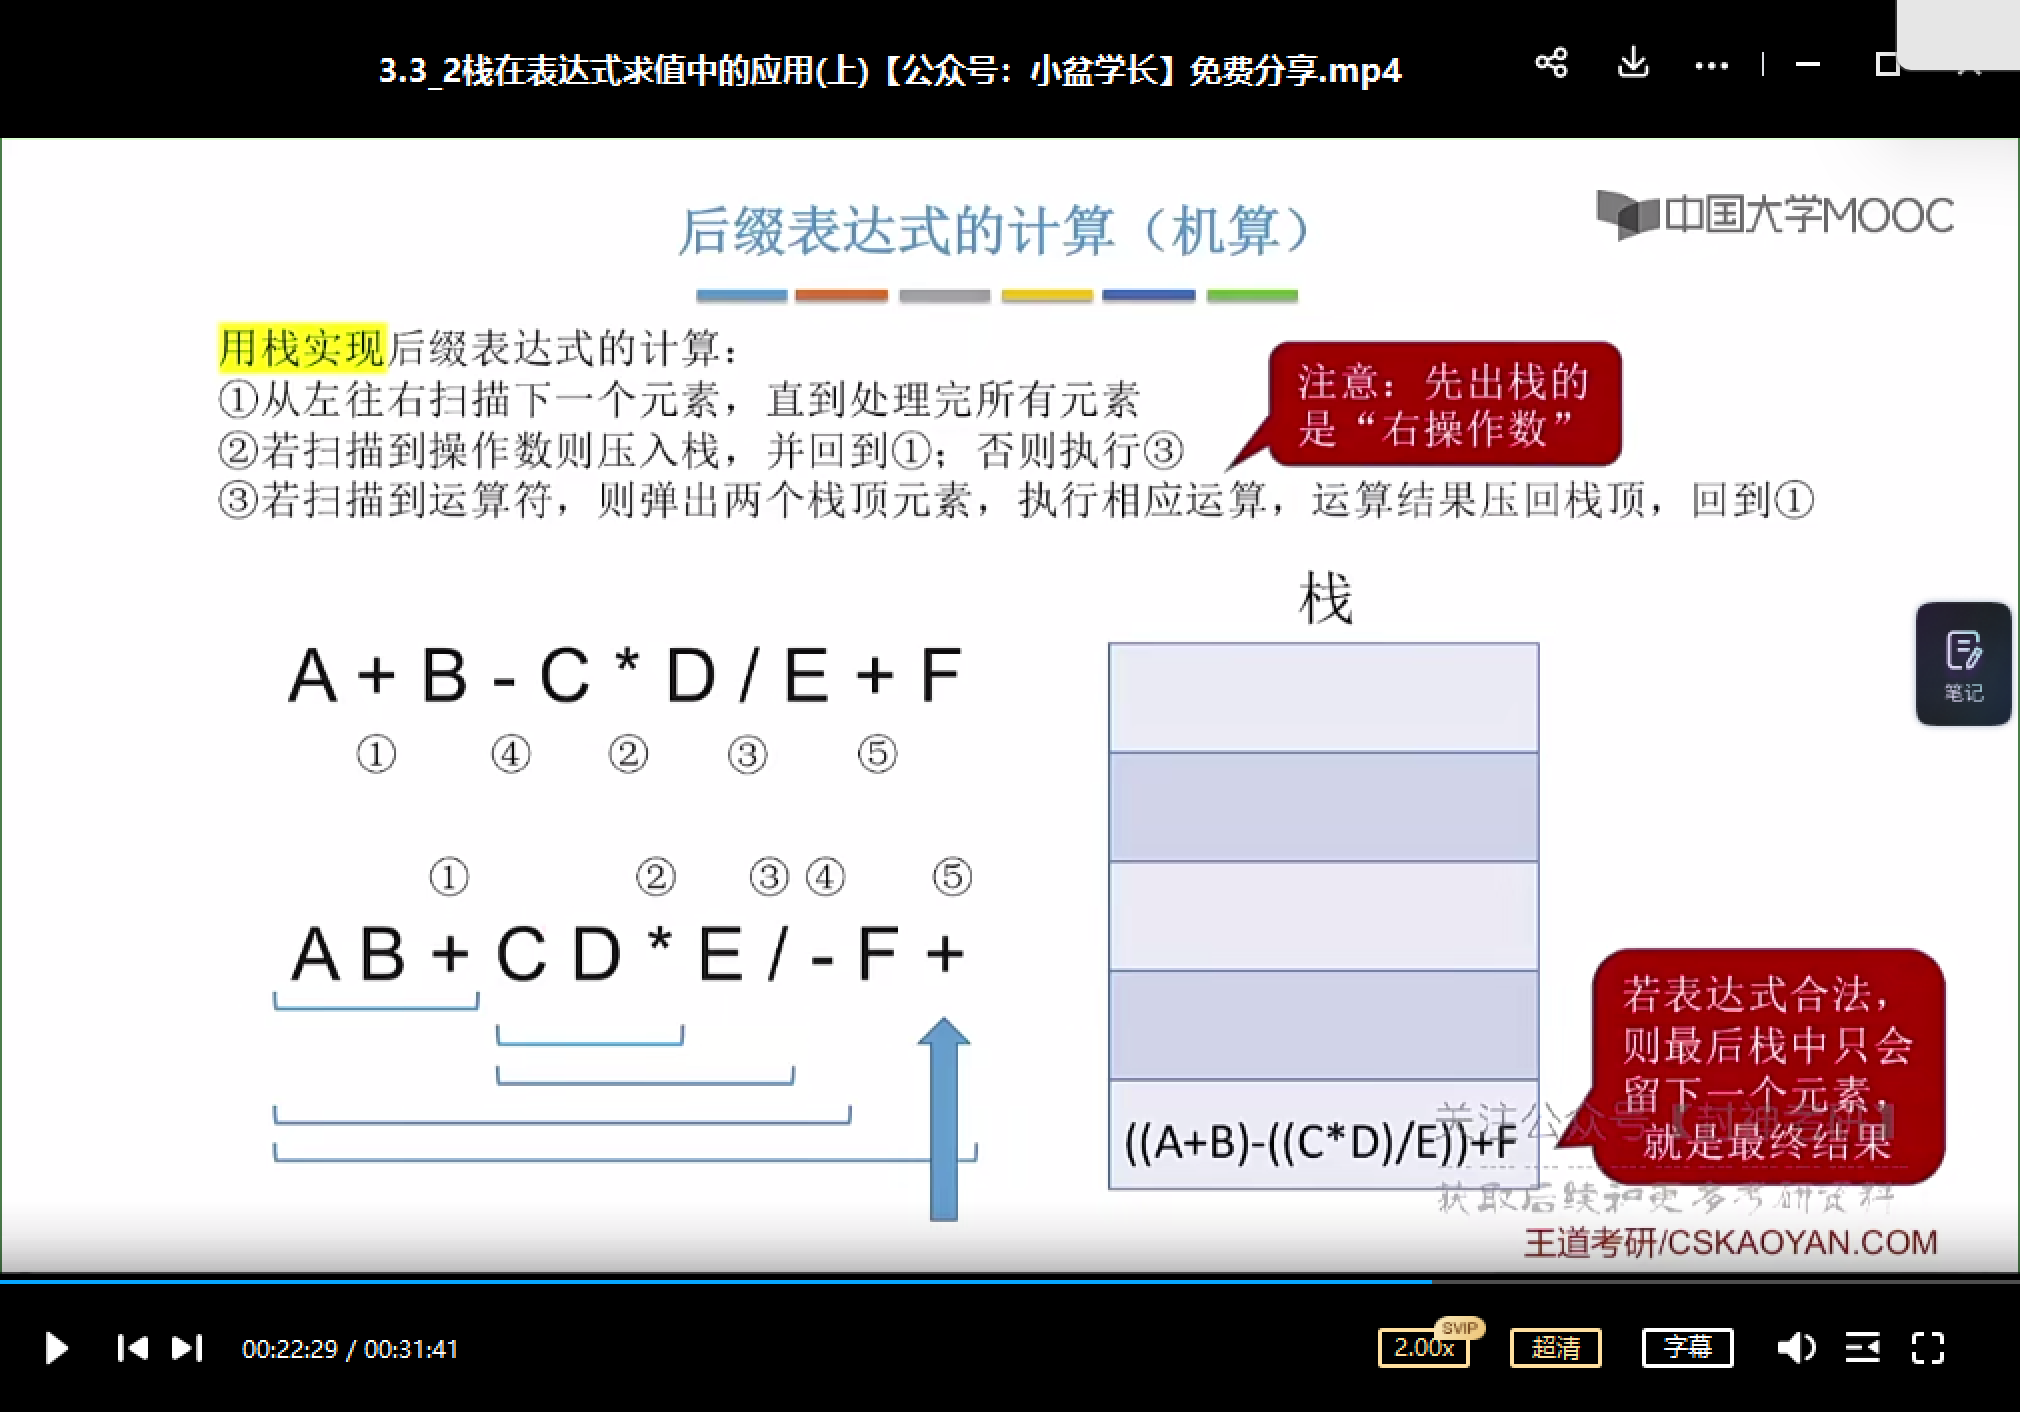 3.3_2栈在表达式求值中的应用(上)【公众号：小盆学长】免费分享.mp4
后缀表达式的计算（机算）
中国大学MOOC
用栈实现后缀表达式的计算：
①从左往右扫描下一个元素，直到处理完所有元素
②若扫描到操作数则压入栈，并回到①；否则执行③
③若扫描到运算符，则弹出两个栈顶元素，执行相应运算，运算结果压回栈顶，回到①
注意：先出栈的
是“右操作数”
栈
A + B - C * D / E + F
① ④ ② ③ ⑤
① ② ③ ④ ⑤
A B + C D * E / - F +
((A+B)-((C*D)/E))+F
若表达式合法，
则最后栈中只会
留下一个元素，
就是最终结果
关注公众号【封神考研】
获取后续和更多考研资料
王道考研/CSKAOYAN.COM
笔记
00:22:29 / 00:31:41
2.00x
SVIP
超清
字幕